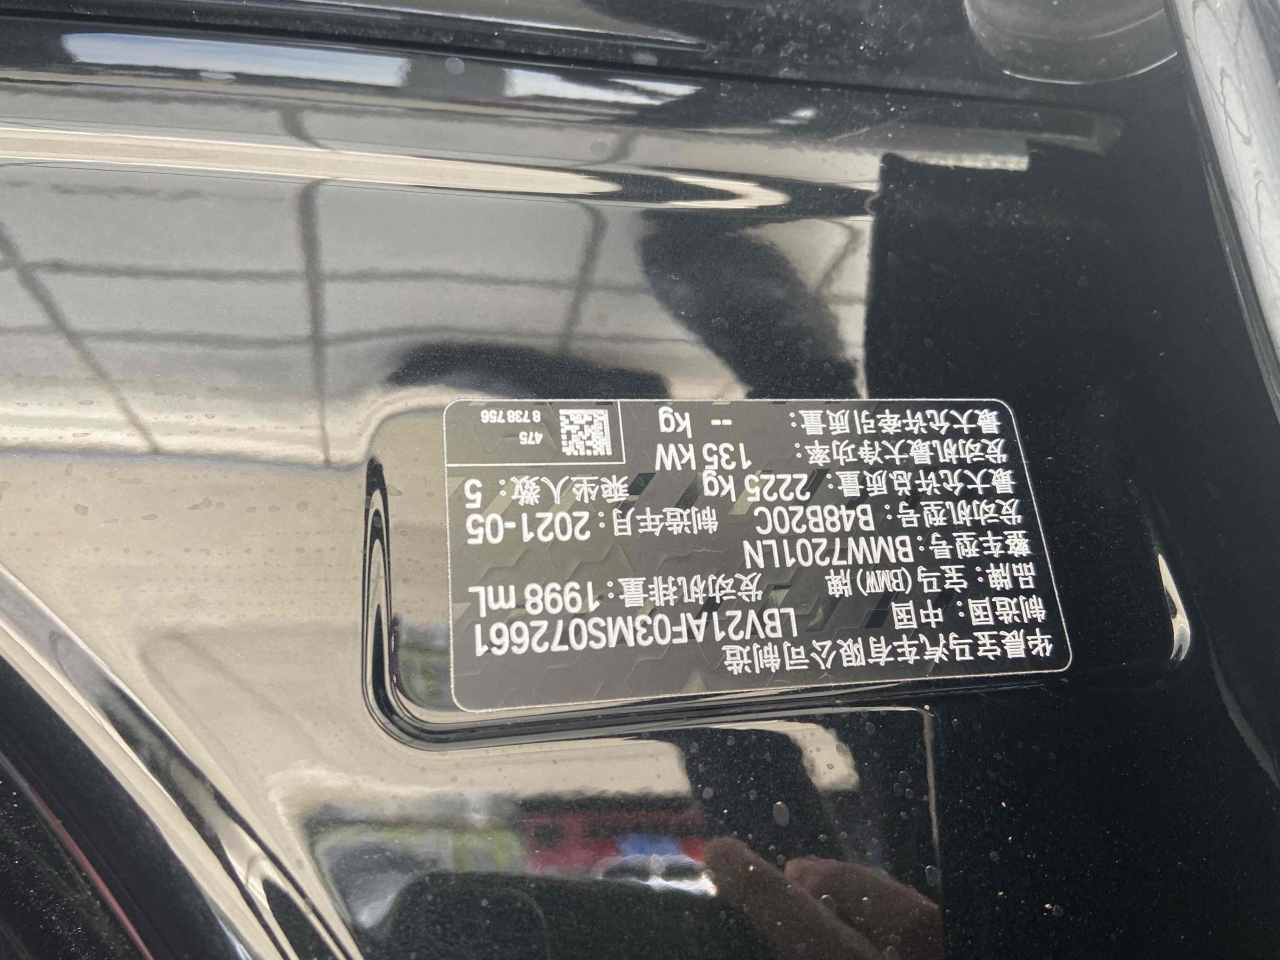 华晨宝马汽车有限公司制造
制造国：中国 LBV21AF03MS072661
品牌：宝马(BMW)牌 发动机排量：1998 mL
整车型号：BMW7201LN
发动机型号：B48B20C 制造年月：2021-05
最大允许总质量：2225 kg 乘坐人数：5
发动机最大净功率：135 kW
最大允许牵引质量：-- kg
475
8 738 756